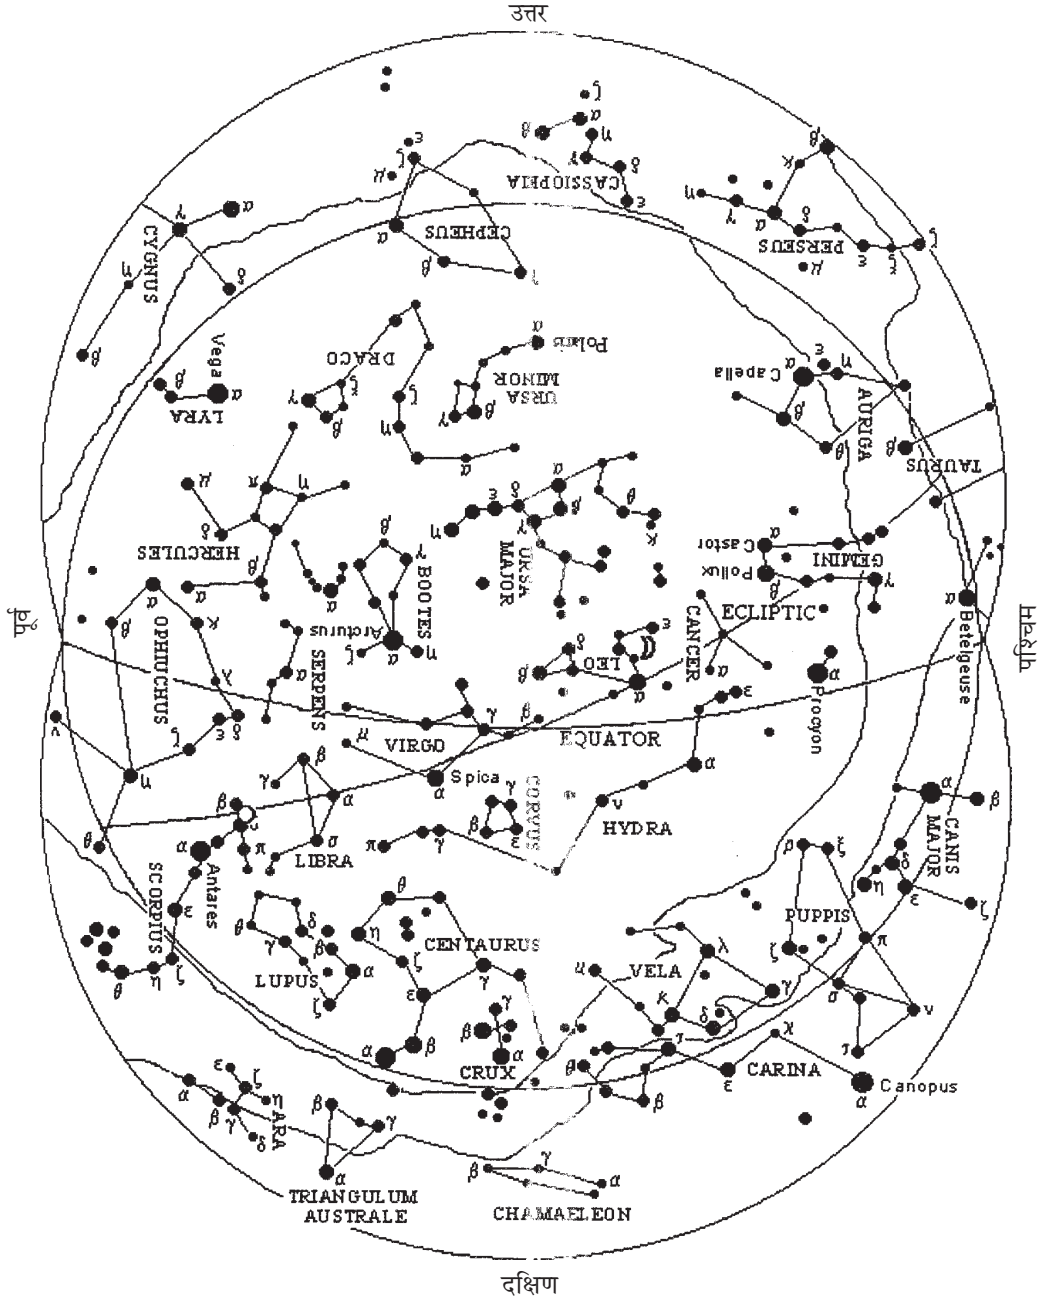 उत्तर
ζ
α
β
η
γ
δ
CASSIOPHIA
ε
ε
ζ
μ
α
CEPHEUS
β
ι
β
κ
η
γ
α
δ
PERSEUS
ε
ξ
ζ
μ
γ
α
CYGNUS
η
δ
β
Vega
β
α
LYRA
DRACO
γ
ξ
β
ζ
η
α
α
Polaris
URSA
MINOR
γ
β
Capella
α
ε
η
β
θ
AURIGA
β
TAURUS
μ
π
η
δ
HERCULES
β
α
α
β
γ
BOOTES
Arcturus
ζ
α
η
α
ε
δ
η
γ
β
URSA
MAJOR
θ
κ
Castor
α
Pollux
β
GEMINI
γ
ECLIPTIC
CANCER
α
α
Betelgeuse
पूर्व
पश्चिम
α
β
κ
OPHIUCHUS
λ
ε
δ
ζ
ν
η
θ
α
SERPENS
ε
δ
LEO
β
α
α
Procyon
ε
α
μ
VIRGO
γ
β
EQUATOR
Spica
α
γ
β
α
σ
LIBRA
CORVUS
γ
β
ε
π
γ
ν
HYDRA
α
β
CANIS
MAJOR
δ
η
ε
ζ
β
ν
α
π
Antares
SCORPIUS
ε
ζ
η
θ
θ
δ
γ
β
α
LUPUS
ζ
θ
η
CENTAURUS
ζ
γ
ε
β
α
γ
β
α
CRUX
ρ
ξ
PUPPIS
ζ
π
σ
ν
τ
λ
μ
VELA
κ
δ
γ
ι
θ
β
ε
χ
CARINA
Canopus
α
ε
ζ
α
η
β
γ
δ
ARA
β
γ
α
TRIANGULUM
AUSTRALE
β
γ
α
CHAMAELEON
दक्षिण